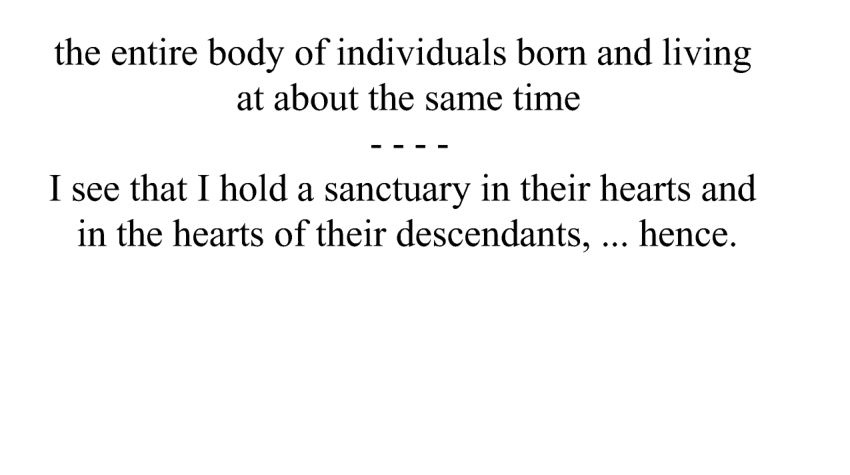 the entire body of individuals born and living
at about the same time
- - - -
I see that I hold a sanctuary in their hearts and
in the hearts of their descendants, ... hence.